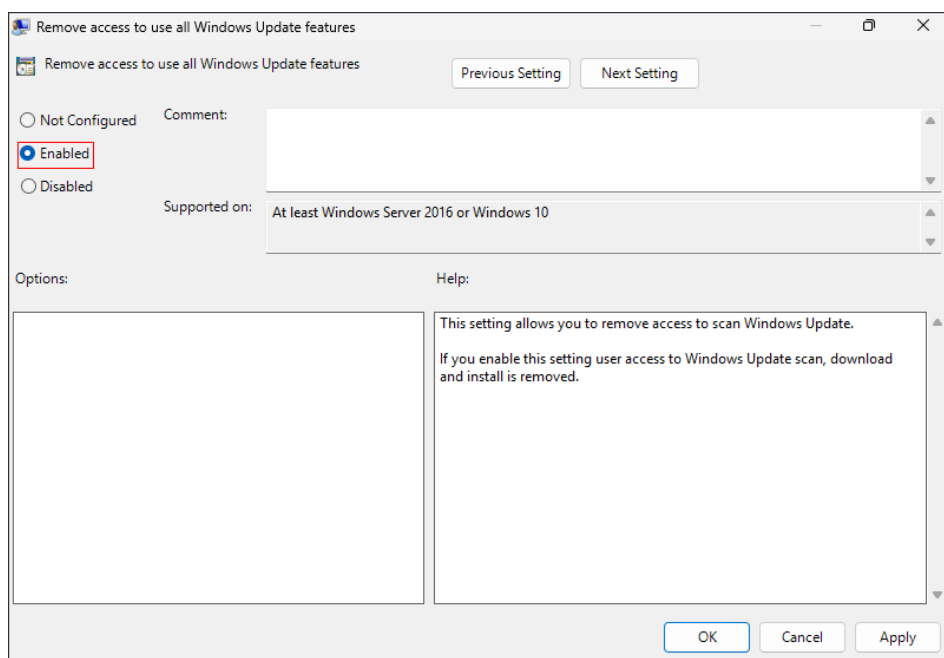 Remove access to use all Windows Update features
Remove access to use all Windows Update features
Previous Setting
Next Setting
Not Configured
Comment:
Enabled
Disabled
Supported on:
At least Windows Server 2016 or Windows 10
Options:
Help:
This setting allows you to remove access to scan Windows Update.
If you enable this setting user access to Windows Update scan, download
and install is removed.
OK
Cancel
Apply